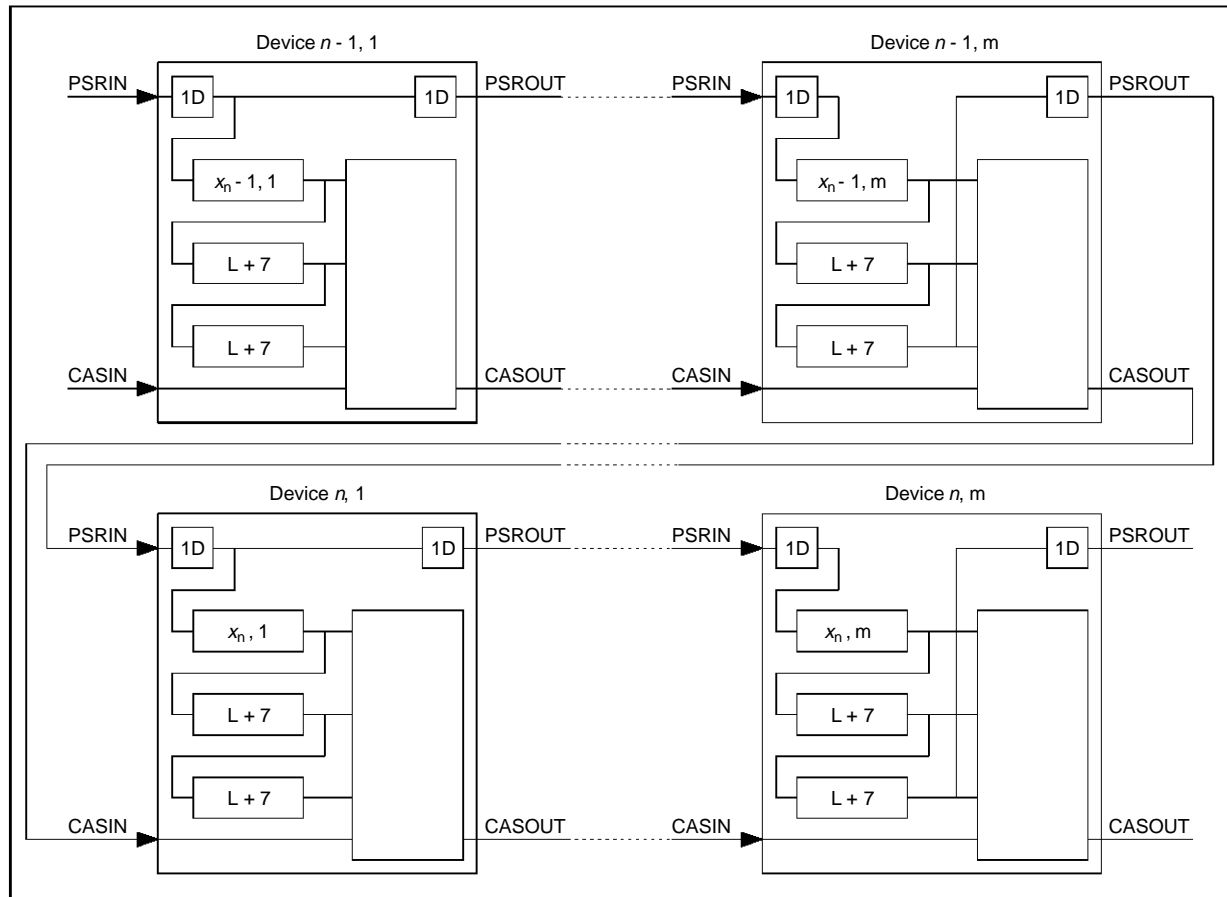 Device n - 1, 1
Device n - 1, m
PSRIN
1D
1D
PSROUT
PSRIN
1D
1D
PSROUT
xn - 1, 1
xn - 1, m
L + 7
L + 7
L + 7
L + 7
CASIN
CASOUT
CASIN
CASOUT
Device n, 1
Device n, m
PSRIN
1D
1D
PSROUT
PSRIN
1D
1D
PSROUT
xn , 1
xn , m
L + 7
L + 7
L + 7
L + 7
CASIN
CASOUT
CASIN
CASOUT